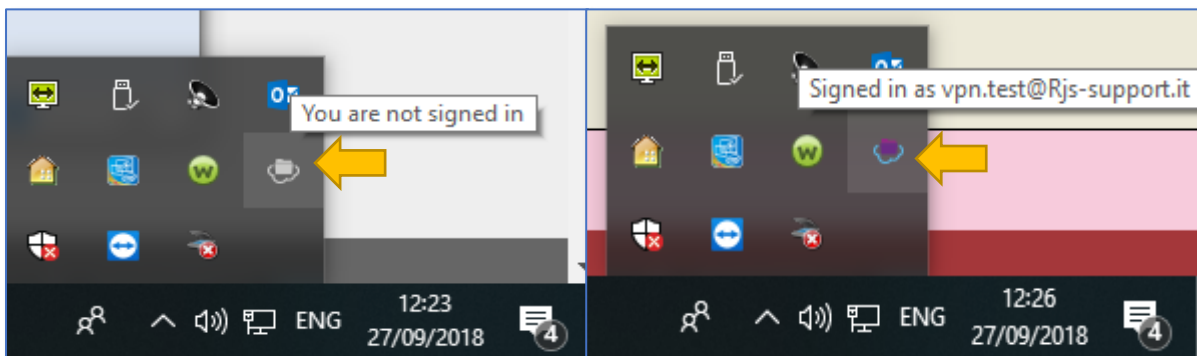 You are not signed in
ENG
12:23
27/09/2018
4
Signed in as vpn.test@Rjs-support.it
ENG
12:26
27/09/2018
4